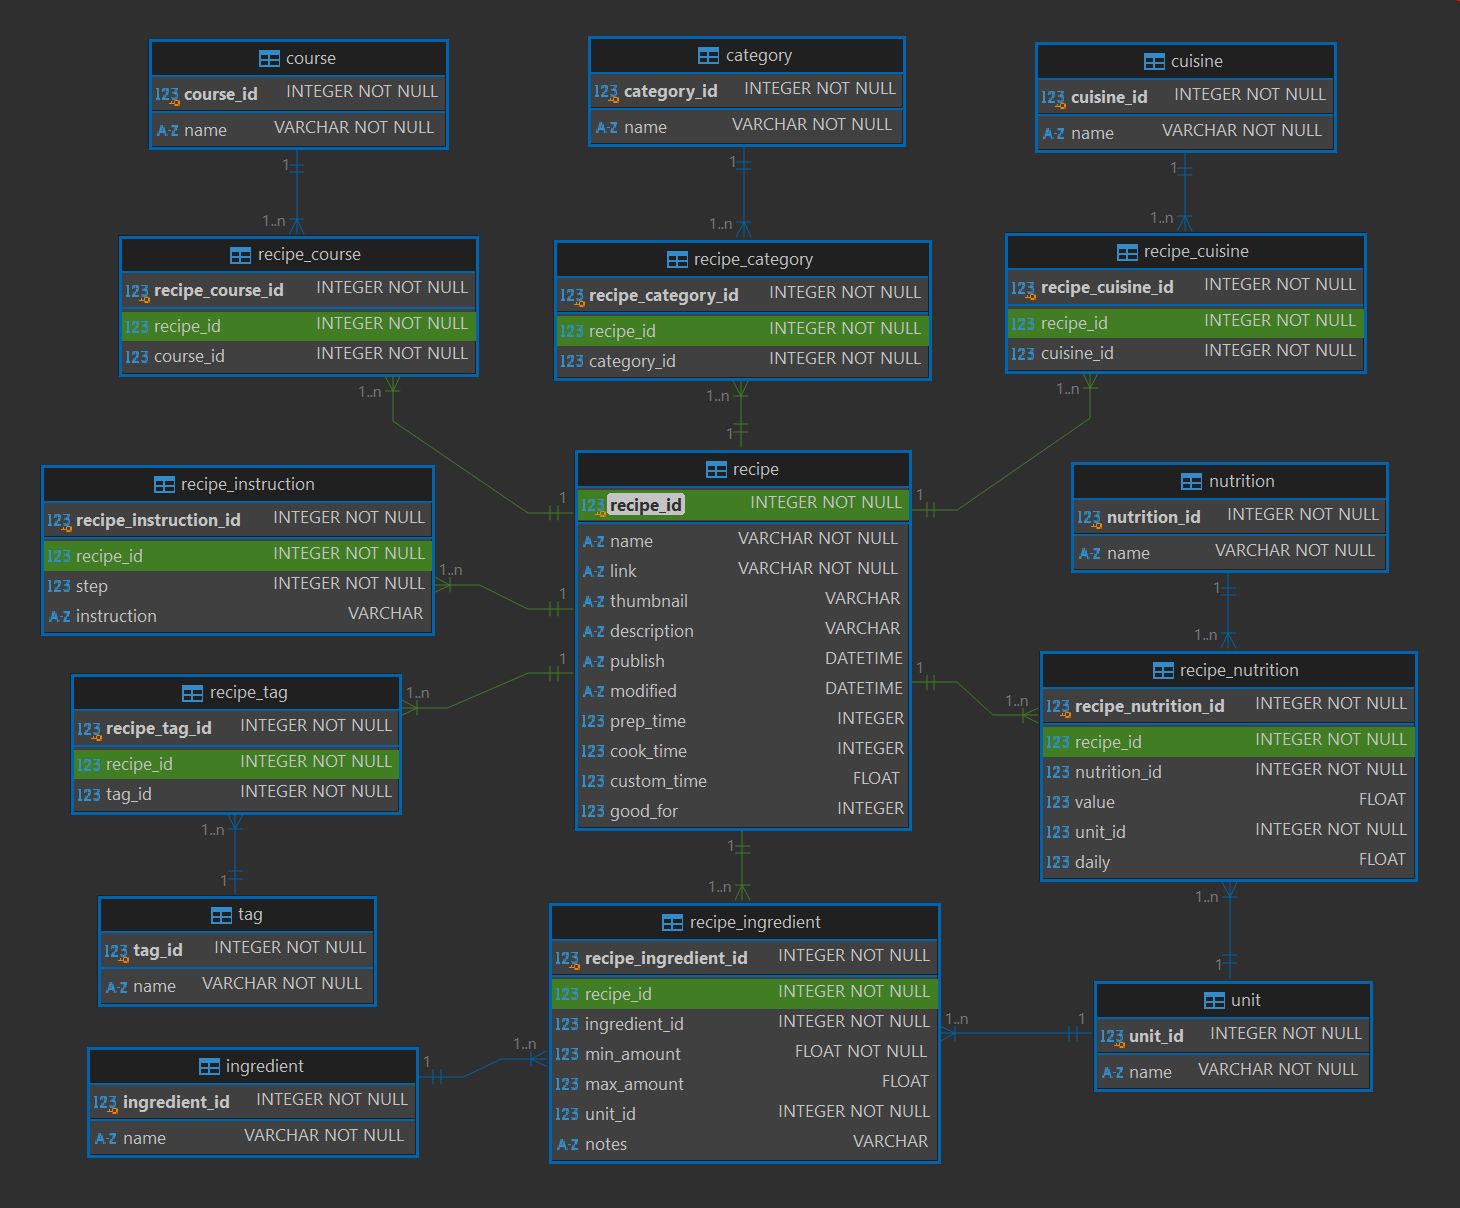 course
123 course_id INTEGER NOT NULL
A-Z name VARCHAR NOT NULL
category
123 category_id INTEGER NOT NULL
A-Z name VARCHAR NOT NULL
cuisine
123 cuisine_id INTEGER NOT NULL
A-Z name VARCHAR NOT NULL
1
1..n
1
1..n
1
1..n
recipe_course
123 recipe_course_id INTEGER NOT NULL
123 recipe_id INTEGER NOT NULL
123 course_id INTEGER NOT NULL
1..n
recipe_category
123 recipe_category_id INTEGER NOT NULL
123 recipe_id INTEGER NOT NULL
123 category_id INTEGER NOT NULL
1..n
1
recipe_cuisine
123 recipe_cuisine_id INTEGER NOT NULL
123 recipe_id INTEGER NOT NULL
123 cuisine_id INTEGER NOT NULL
1..n
recipe_instruction
123 recipe_instruction_id INTEGER NOT NULL
123 recipe_id INTEGER NOT NULL
123 step INTEGER NOT NULL
A-Z instruction VARCHAR
1..n
1
1
1
recipe
123 recipe_id INTEGER NOT NULL
A-Z name VARCHAR NOT NULL
A-Z link VARCHAR NOT NULL
A-Z thumbnail VARCHAR
A-Z description VARCHAR
A-Z publish DATETIME
A-Z modified DATETIME
123 prep_time INTEGER
123 cook_time INTEGER
123 custom_time FLOAT
123 good_for INTEGER
1
1
1..n
nutrition
123 nutrition_id INTEGER NOT NULL
A-Z name VARCHAR NOT NULL
1
1..n
recipe_nutrition
123 recipe_nutrition_id INTEGER NOT NULL
123 recipe_id INTEGER NOT NULL
123 nutrition_id INTEGER NOT NULL
123 value FLOAT
123 unit_id INTEGER NOT NULL
123 daily FLOAT
1..n
1
recipe_tag
123 recipe_tag_id INTEGER NOT NULL
123 recipe_id INTEGER NOT NULL
123 tag_id INTEGER NOT NULL
1..n
1..n
1
tag
123 tag_id INTEGER NOT NULL
A-Z name VARCHAR NOT NULL
1
1..n
recipe_ingredient
123 recipe_ingredient_id INTEGER NOT NULL
123 recipe_id INTEGER NOT NULL
123 ingredient_id INTEGER NOT NULL
123 min_amount FLOAT NOT NULL
123 max_amount FLOAT
123 unit_id INTEGER NOT NULL
A-Z notes VARCHAR
1..n
1
unit
123 unit_id INTEGER NOT NULL
A-Z name VARCHAR NOT NULL
ingredient
123 ingredient_id INTEGER NOT NULL
A-Z name VARCHAR NOT NULL
1
1..n